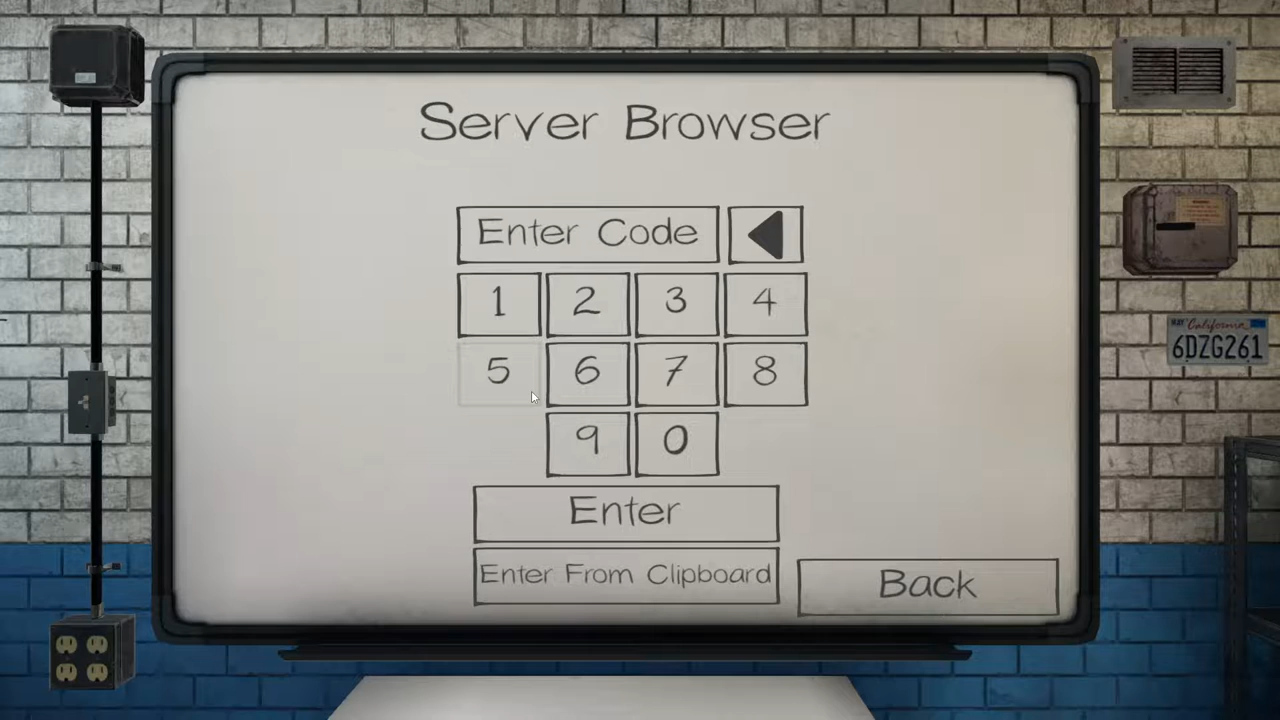 Server Browser
Enter Code
1 2 3 4
5 6 7 8
9 0
Enter
Enter From Clipboard
Back
California
6DZG261